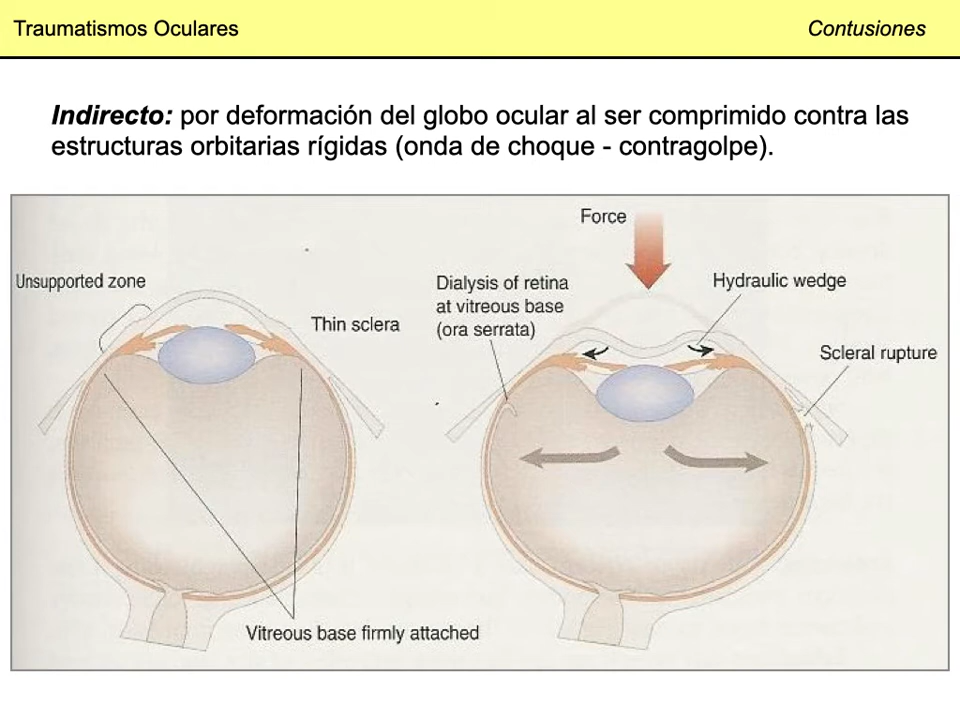 Traumatismos Oculares
Contusiones
Indirecto: por deformación del globo ocular al ser comprimido contra las
estructuras orbitarias rígidas (onda de choque - contragolpe).
Force
Unsupported zone
Dialysis of retina
at vitreous base
(ora serrata)
Hydraulic wedge
Thin sclera
Scleral rupture
Vitreous base firmly attached